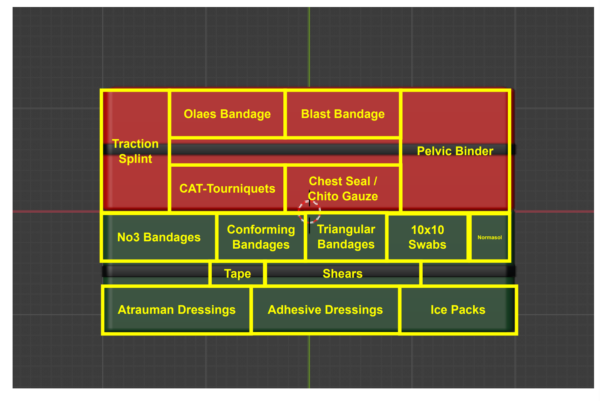 Olaes Bandage
Blast Bandage
Traction
Splint
Pelvic Binder
CAT-Tourniquets
Chest Seal /
Chito Gauze
No3 Bandages
Conforming
Bandages
Triangular
Bandages
10x10
Swabs
Normasol
Tape
Shears
Atrauman Dressings
Adhesive Dressings
Ice Packs